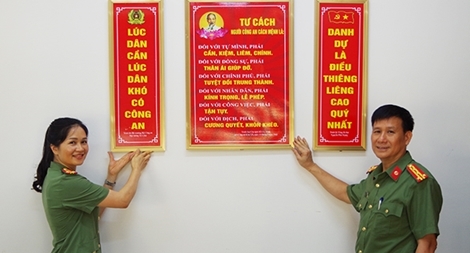 LÚC
DÂN
CẦN
LÚC
DÂN
KHÓ
CÓ
CÔNG
AN
TƯ CÁCH
NGƯỜI CÔNG AN CÁCH MỆNH LÀ:
ĐỐI VỚI TỰ MÌNH, PHẢI
CẦN, KIỆM, LIÊM, CHÍNH.
ĐỐI VỚI ĐỒNG SỰ, PHẢI
THÂN ÁI GIÚP ĐỠ.
ĐỐI VỚI CHÍNH PHỦ, PHẢI
TUYỆT ĐỐI TRUNG THÀNH.
ĐỐI VỚI NHÂN DÂN, PHẢI
KÍNH TRỌNG, LỄ PHÉP.
ĐỐI VỚI CÔNG VIỆC, PHẢI
TẬN TỤY.
ĐỐI VỚI ĐỊCH, PHẢI
CƯƠNG QUYẾT, KHÔN KHÉO.
DANH
DỰ
LÀ
ĐIỀU
THIÊNG
LIÊNG
CAO
QUÝ
NHẤT